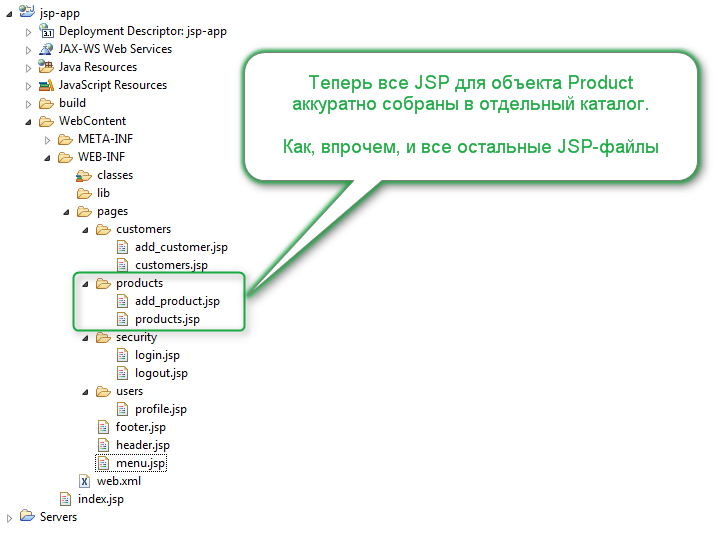 jsp-app
Deployment Descriptor: jsp-app
JAX-WS Web Services
Java Resources
JavaScript Resources
build
WebContent
META-INF
WEB-INF
classes
lib
pages
customers
add_customer.jsp
customers.jsp
products
add_product.jsp
products.jsp
security
login.jsp
logout.jsp
users
profile.jsp
footer.jsp
header.jsp
menu.jsp
web.xml
index.jsp
Servers
Теперь все JSP для объекта Product
аккуратно собраны в отдельный каталог.
Как, впрочем, и все остальные JSP-файлы